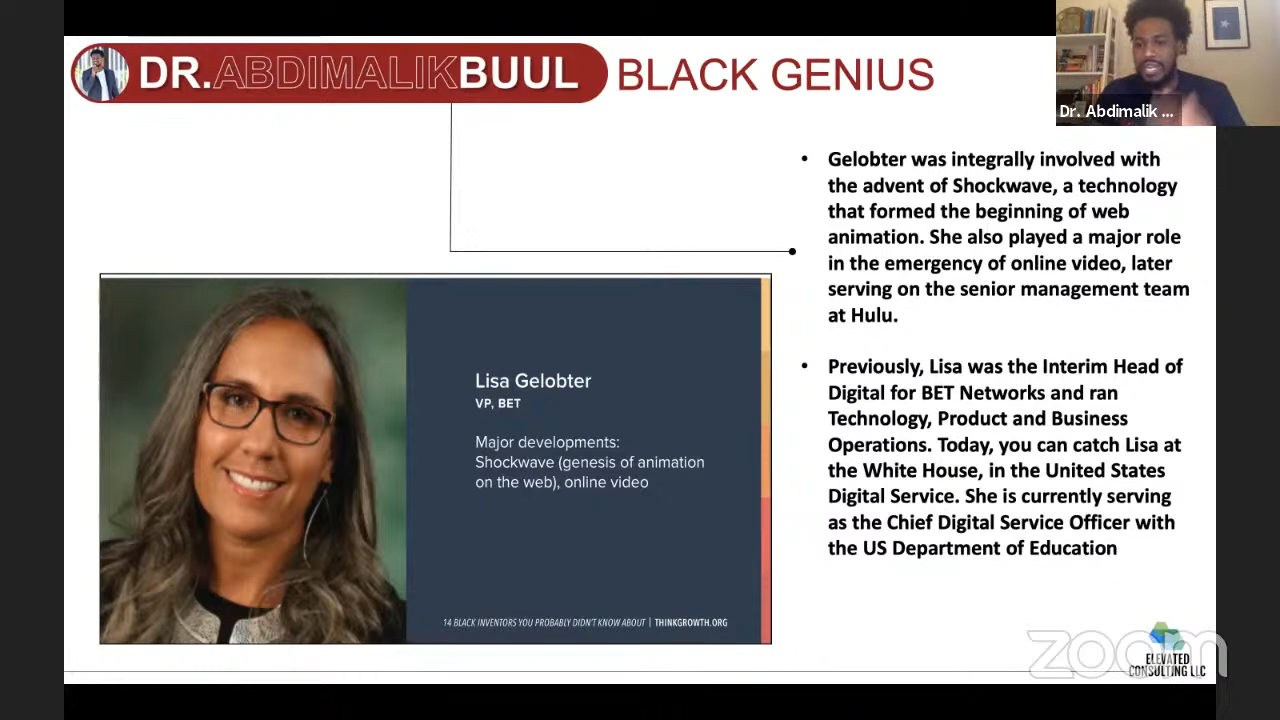 DR.ABDIMALIKBUUL BLACK GENIUS
Dr. Abdimalik ...
• Gelobter was integrally involved with
the advent of Shockwave, a technology
that formed the beginning of web
animation. She also played a major role
in the emergency of online video, later
serving on the senior management team
at Hulu.
• Previously, Lisa was the Interim Head of
Digital for BET Networks and ran
Technology, Product and Business
Operations. Today, you can catch Lisa at
the White House, in the United States
Digital Service. She is currently serving
as the Chief Digital Service Officer with
the US Department of Education
Lisa Gelobter
VP, BET
Major developments:
Shockwave (genesis of animation
on the web), online video
14 BLACK INVENTORS YOU PROBABLY DIDN'T KNOW ABOUT | THINKGROWTH.ORG
zoom
ELEVATED
CONSULTING LLC